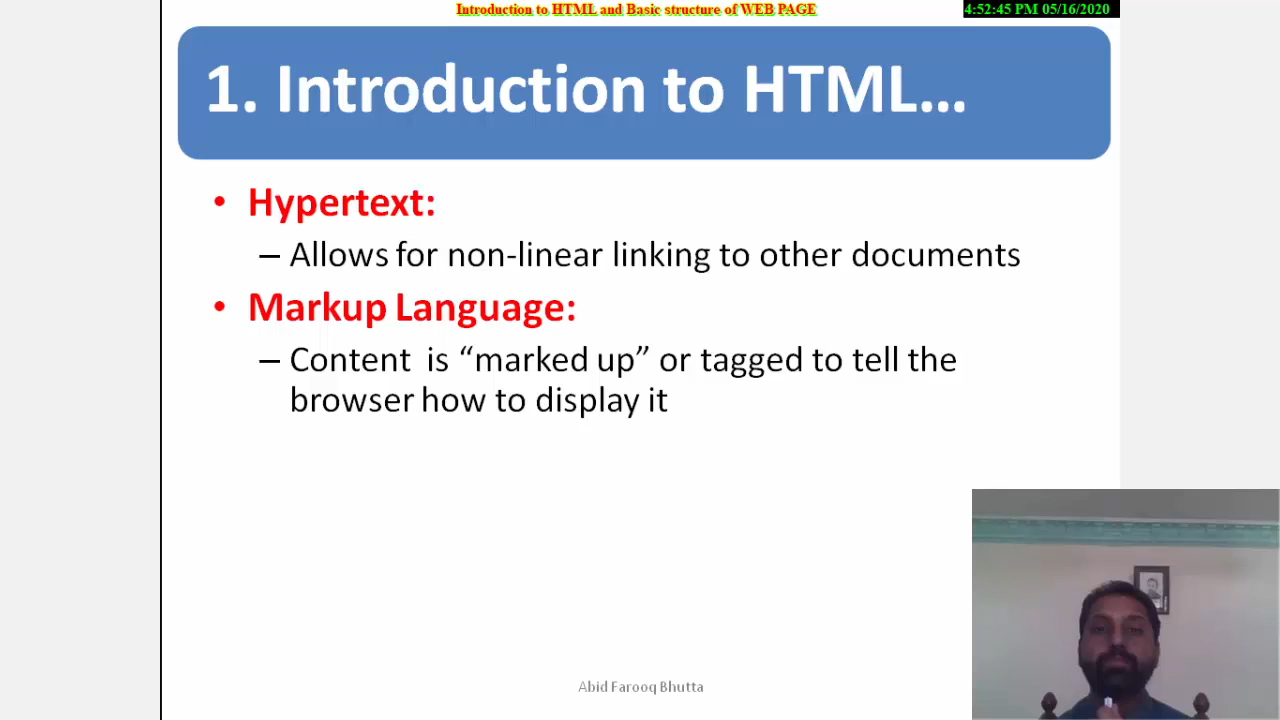 Introduction to HTML and Basic structure of WEB PAGE
4:52:45 PM 05/16/2020
1. Introduction to HTML…
• Hypertext:
– Allows for non-linear linking to other documents
• Markup Language:
– Content is “marked up” or tagged to tell the
browser how to display it
Abid Farooq Bhutta